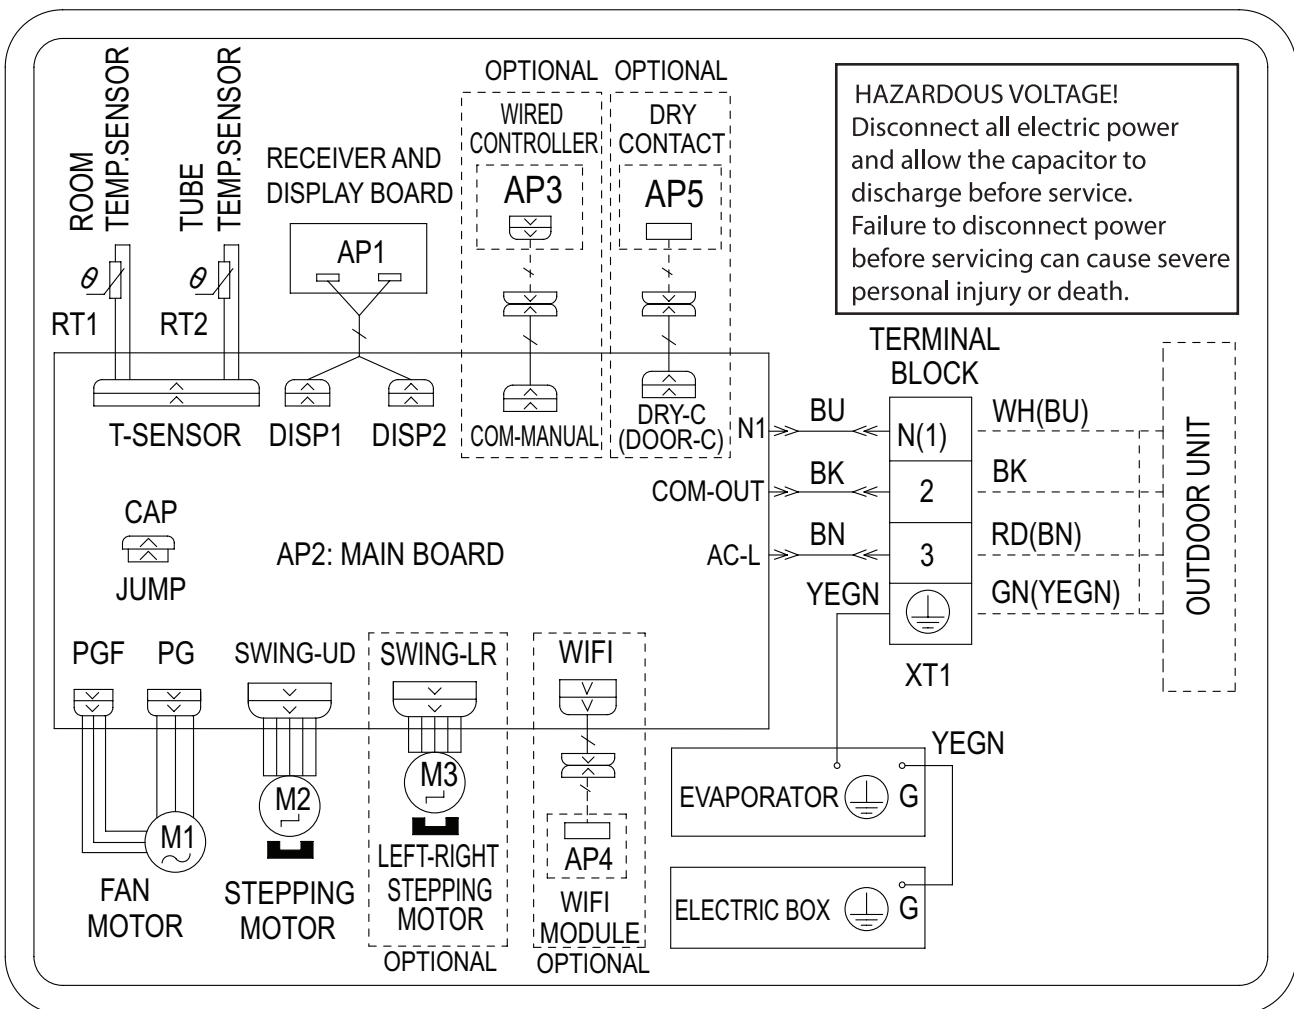 ROOM
TEMP.SENSOR
TUBE
TEMP.SENSOR
θ
RT1
θ
RT2
RECEIVER AND
DISPLAY BOARD
AP1
OPTIONAL
WIRED
CONTROLLER
AP3
OPTIONAL
DRY
CONTACT
AP5
HAZARDOUS VOLTAGE!
Disconnect all electric power
and allow the capacitor to
discharge before service.
Failure to disconnect power
before servicing can cause severe
personal injury or death.
T-SENSOR
DISP1
DISP2
COM-MANUAL
DRY-C
(DOOR-C)
N1
COM-OUT
AC-L
BU
BK
BN
YEGN
TERMINAL
BLOCK
N(1)
2
3
XT1
WH(BU)
BK
RD(BN)
GN(YEGN)
OUTDOOR UNIT
CAP
JUMP
AP2: MAIN BOARD
PGF
PG
SWING-UD
SWING-LR
WIFI
M1
FAN
MOTOR
M2
STEPPING
MOTOR
M3
LEFT-RIGHT
STEPPING
MOTOR
OPTIONAL
AP4
WIFI
MODULE
OPTIONAL
YEGN
EVAPORATOR
G
ELECTRIC BOX
G